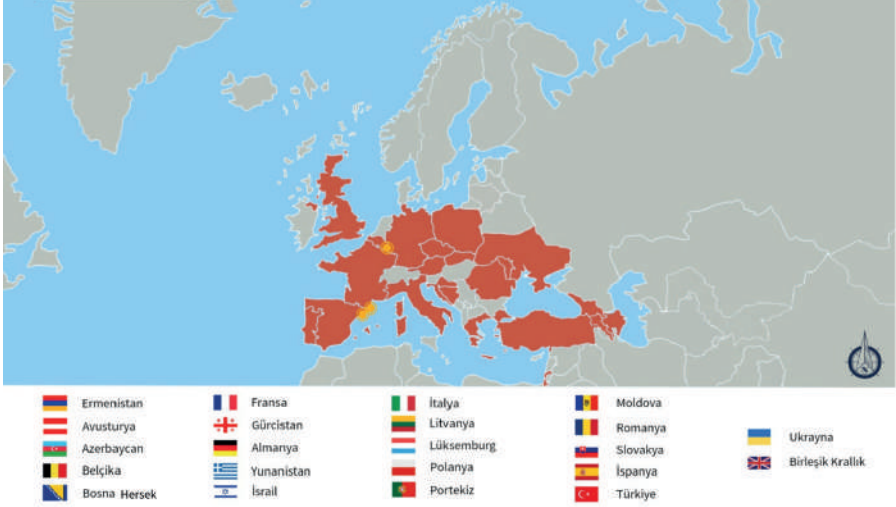 Ermenistan
Avusturya
Azerbaycan
Belçika
Bosna Hersek
Fransa
Gürcistan
Almanya
Yunanistan
İsrail
İtalya
Litvanya
Lüksemburg
Polanya
Portekiz
Moldova
Romanya
Slovakya
İspanya
Türkiye
Ukrayna
Birleşik Krallık